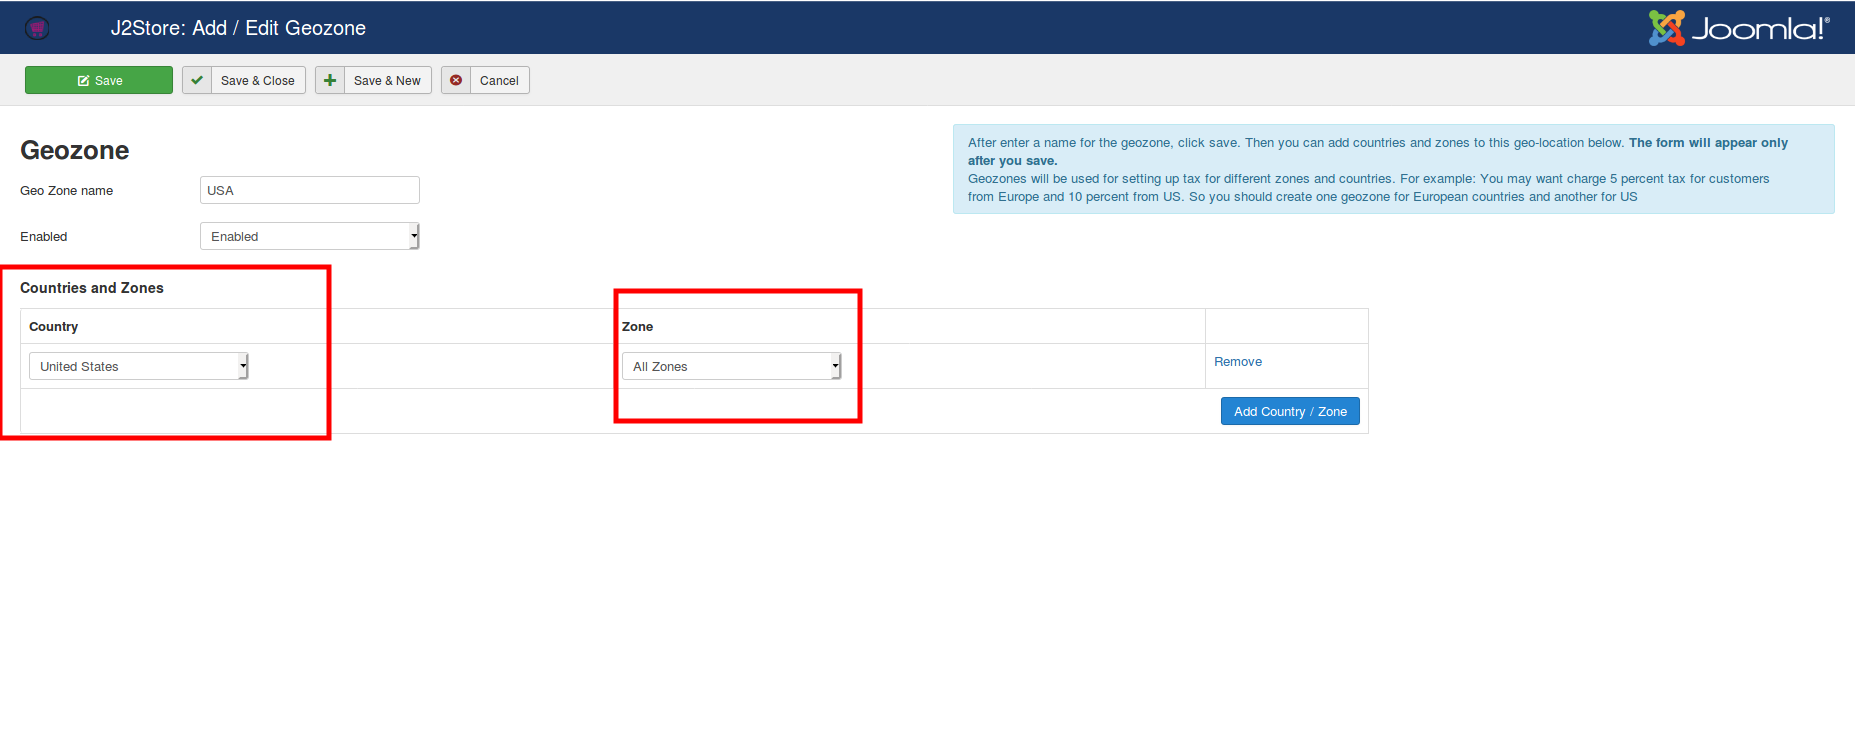 J2Store: Add / Edit Geozone
Joomla!®
Save
Save & Close
Save & New
Cancel
Geozone
After enter a name for the geozone, click save. Then you can add countries and zones to this geo-location below. The form will appear only
after you save.
Geozones will be used for setting up tax for different zones and countries. For example: You may want charge 5 percent tax for customers
from Europe and 10 percent from US. So you should create one geozone for European countries and another for US
Geo Zone name
USA
Enabled
Enabled
Countries and Zones
Country
Zone
United States
All Zones
Remove
Add Country / Zone